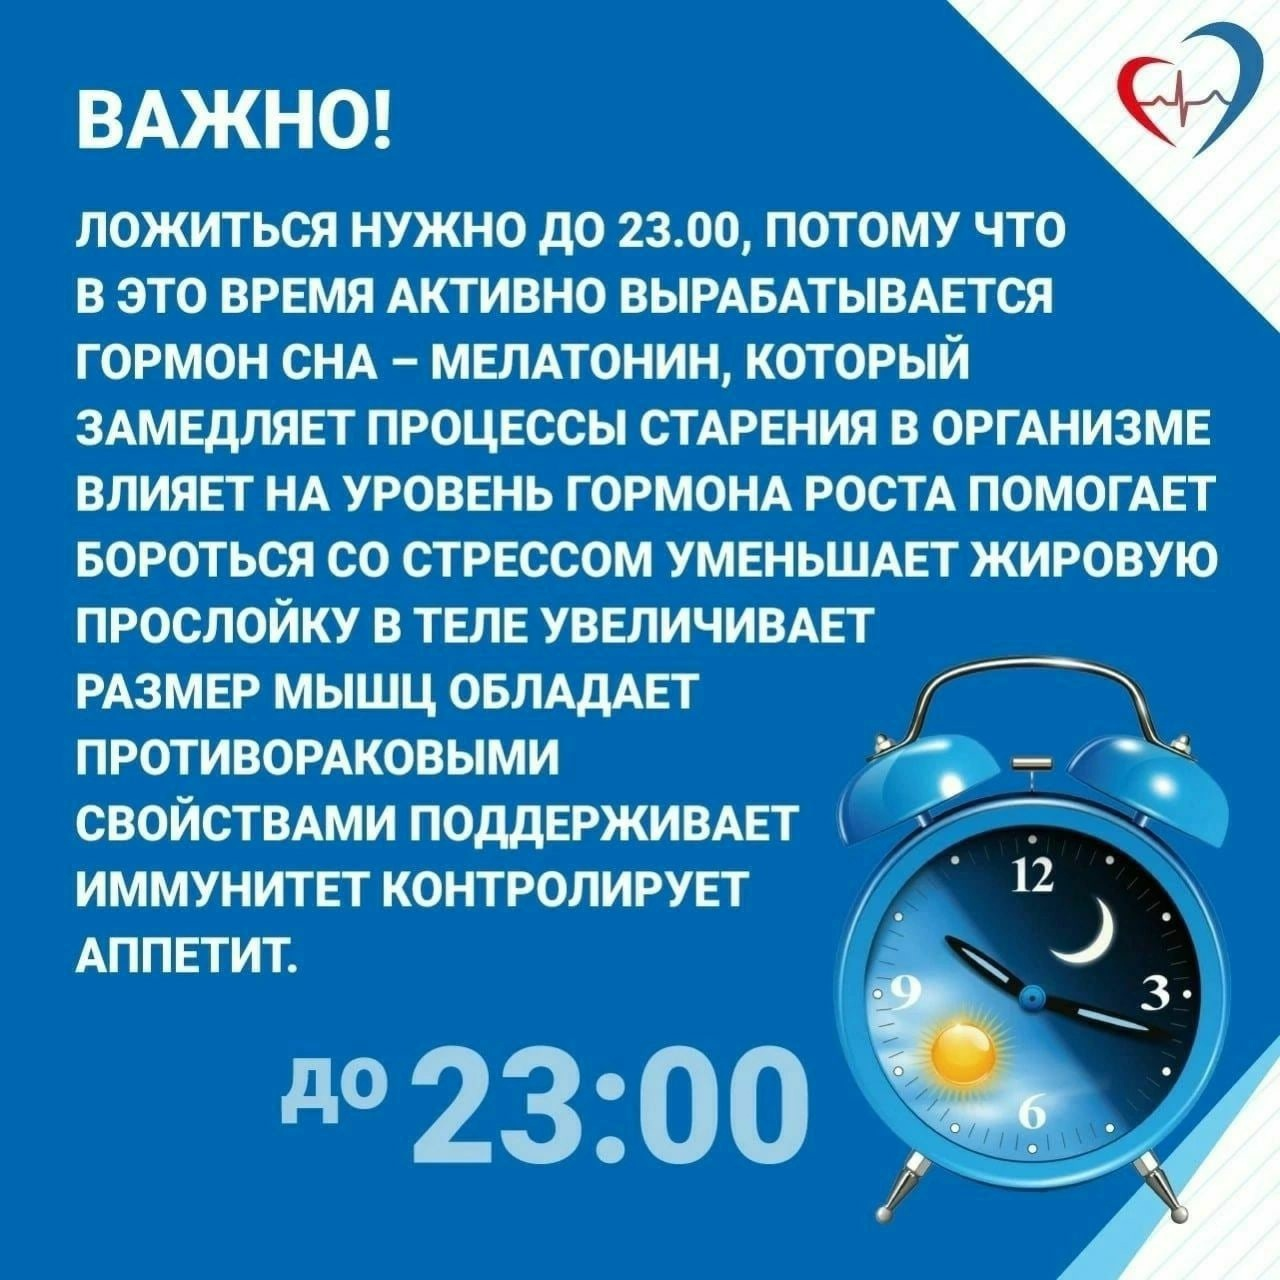 ВАЖНО!
ЛОЖИТЬСЯ НУЖНО ДО 23.00, ПОТОМУ ЧТО
В ЭТО ВРЕМЯ АКТИВНО ВЫРАБАТЫВАЕТСЯ
ГОРМОН СНА – МЕЛАТОНИН, КОТОРЫЙ
ЗАМЕДЛЯЕТ ПРОЦЕССЫ СТАРЕНИЯ В ОРГАНИЗМЕ
ВЛИЯЕТ НА УРОВЕНЬ ГОРМОНА РОСТА ПОМОГАЕТ
БОРОТЬСЯ СО СТРЕССОМ УМЕНЬШАЕТ ЖИРОВУЮ
ПРОСЛОЙКУ В ТЕЛЕ УВЕЛИЧИВАЕТ
РАЗМЕР МЫШЦ ОБЛАДАЕТ
ПРОТИВОРАКОВЫМИ
СВОЙСТВАМИ ПОДДЕРЖИВАЕТ
ИММУНИТЕТ КОНТРОЛИРУЕТ
АППЕТИТ.
12
9 3
6
до 23:00